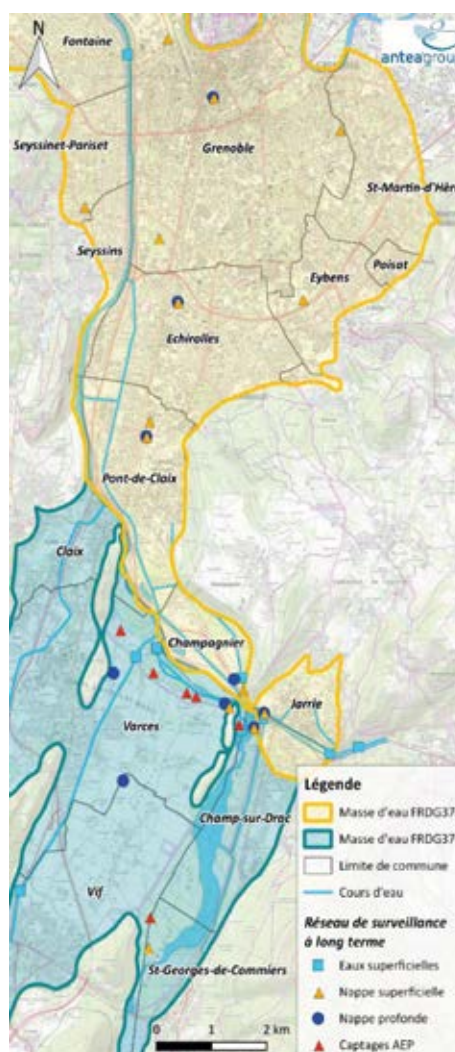 N
anteagroup
Fontaine
Seyssinet-Pariset
Grenoble
St-Martin-d'Hèr
Seyssins
Eybens
Poisat
Echirolles
Pont-de-Claix
Claix
Champagnier
Jarrie
Varces
Champ-sur-Drac
Vif
St-Georges-de-Commiers
Légende
Masse d'eau FRDG37
Masse d'eau FRDG37
Limite de commune
Cours d'eau
Réseau de surveillance
à long terme
Eaux superficielles
Nappe superficielle
Nappe profonde
Captages AEP
0 1 2 km